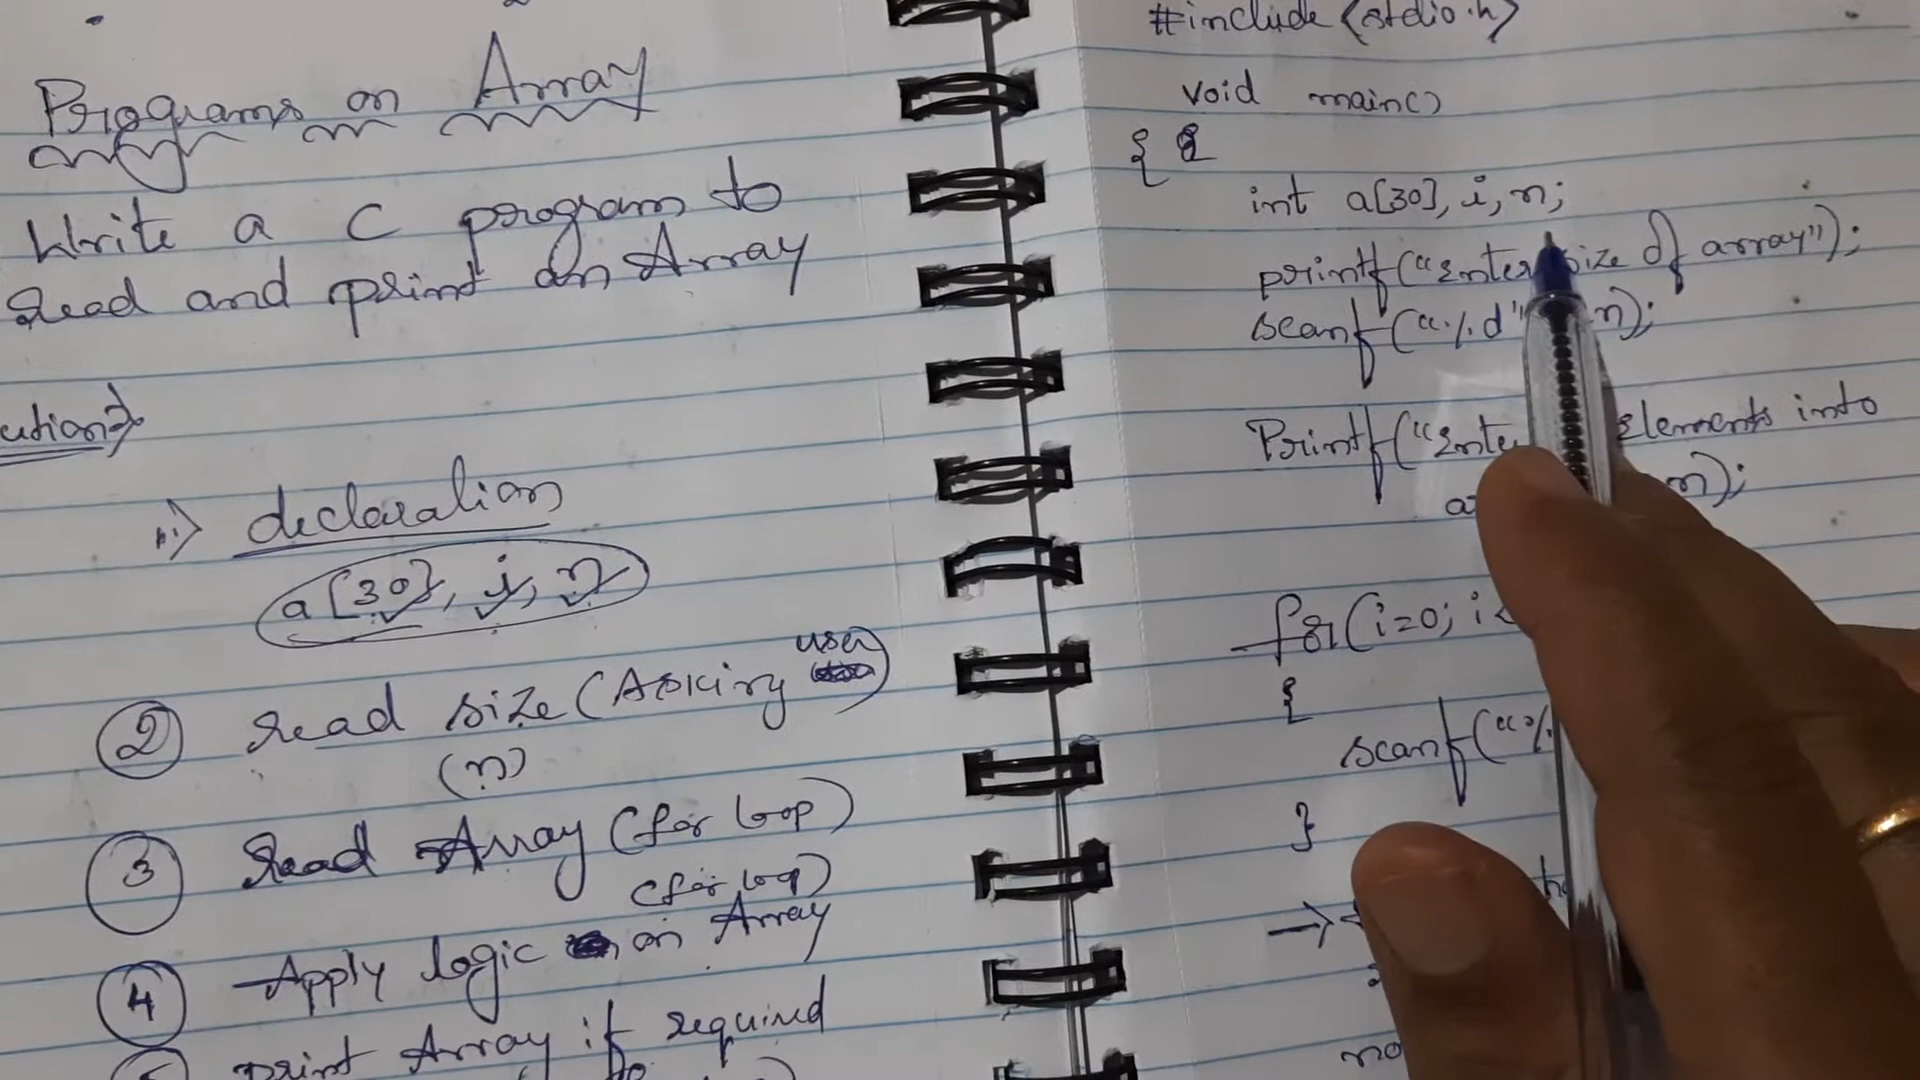 Programs on Array
Write a C program to
Read and print an Array
declaration
a[30], i, n
② Read size (Asking user)
(n)
③ Read Array (for loop)
(for loop)
④ Apply logic on Array
print Array if required
#include <stdio.h>
void main()
{
int a[30], i, n;
printf("Enter size of array");
scanf("%d" n);
Printf(" Elements into
n);
for(i=0; i<
{
scanf("%
}